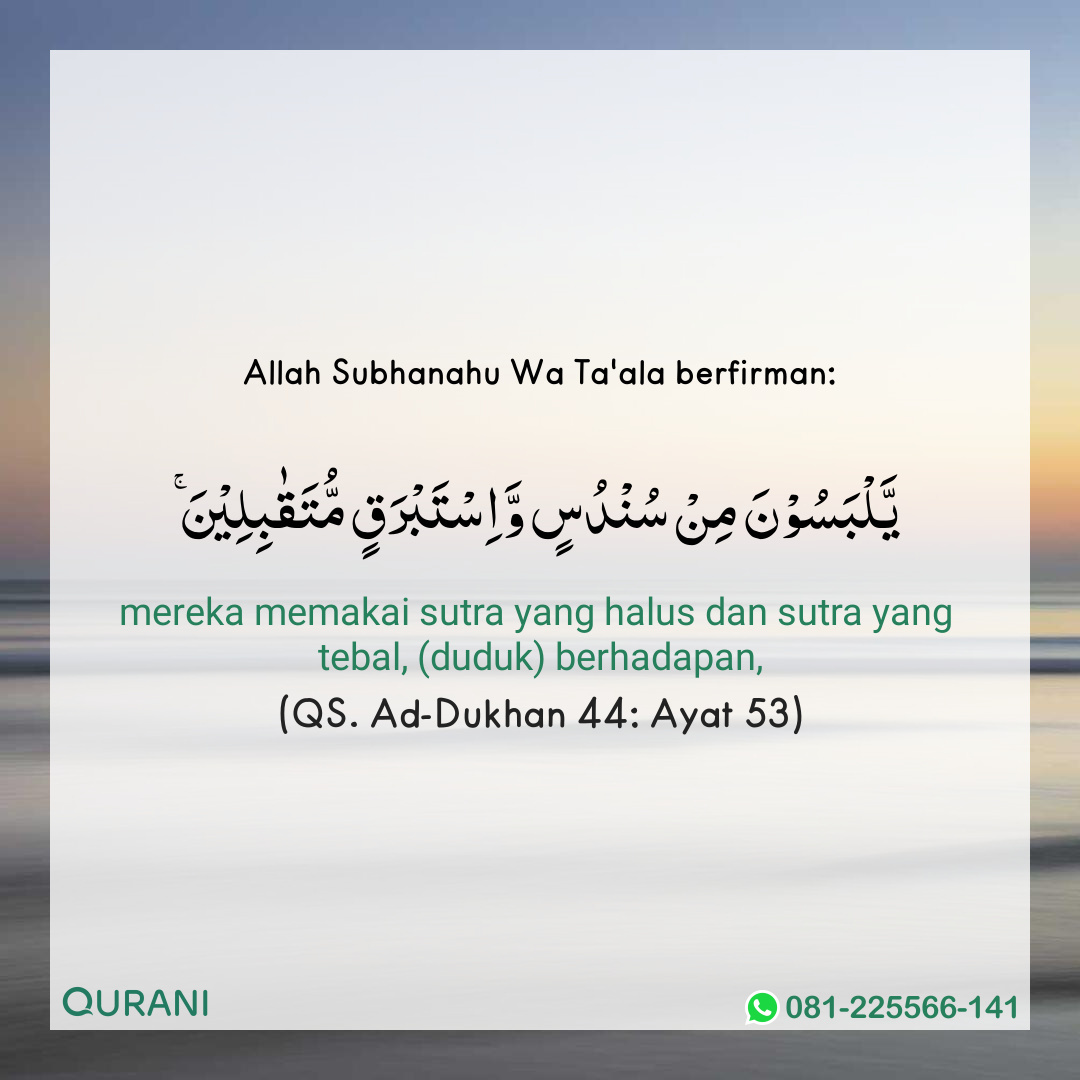 Allah Subhanahu Wa Ta'ala berfirman:
يَّلْبَسُوْنَ مِنْ سُنْدُسٍ وَّاِسْتَبْرَقٍ مُّتَقٰبِلِيْنَۚ
mereka memakai sutra yang halus dan sutra yang
tebal, (duduk) berhadapan,
(QS. Ad-Dukhan 44: Ayat 53)
QURANI
081-225566-141